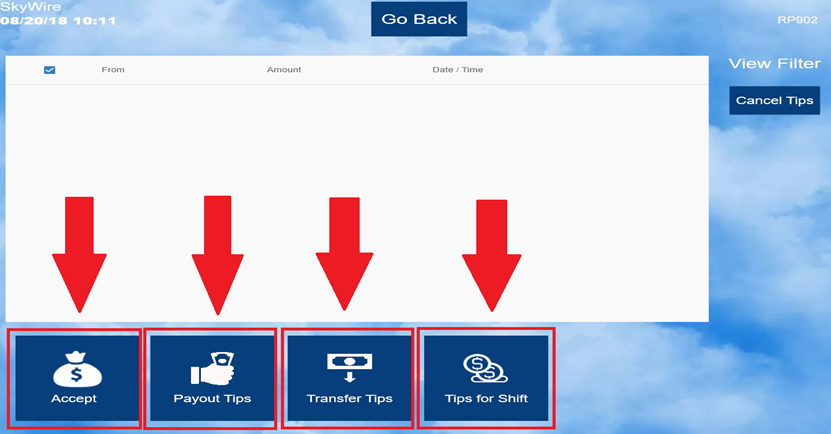 SkyWire
08/20/18 10:11
Go Back
RP902
From Amount Date / Time
View Filter
Cancel Tips
$ $ $
Accept Payout Tips Transfer Tips Tips for Shift